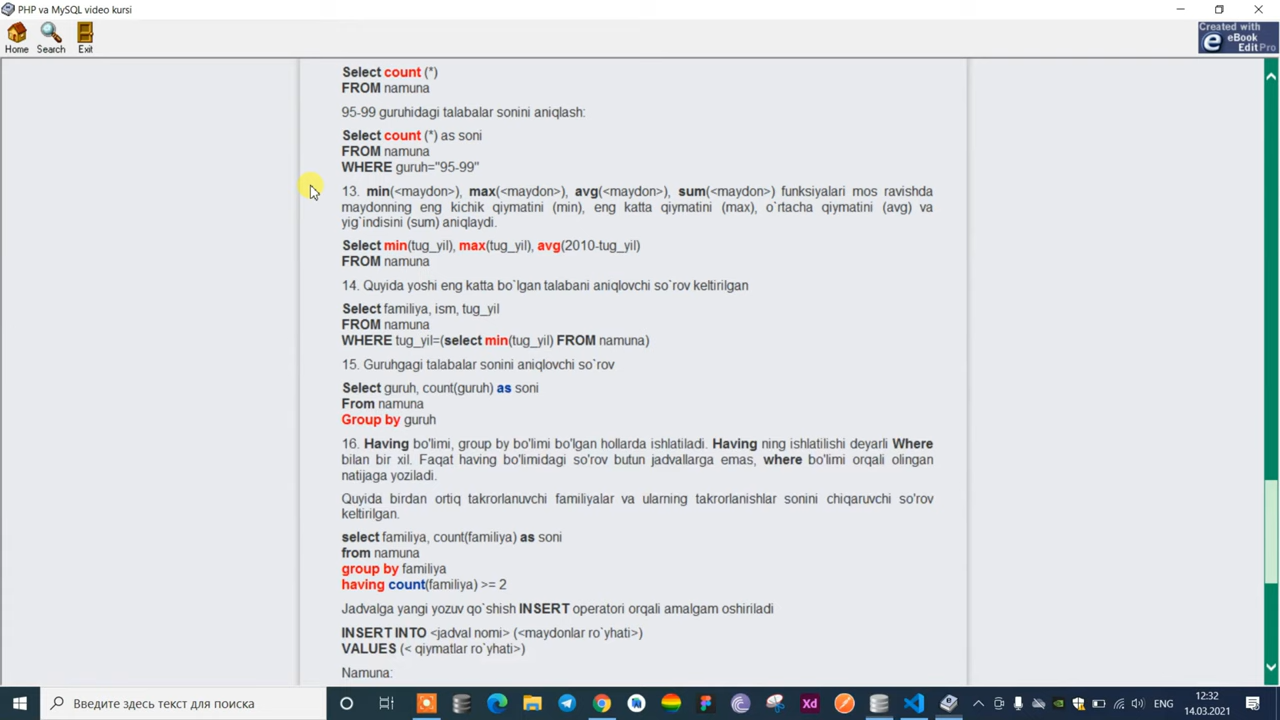 PHP va MySQL video kursi
Home Search Exit
Created with
eBook
Edit Pro
Select count (*)
FROM namuna
95-99 guruhidagi talabalar sonini aniqlash:
Select count (*) as soni
FROM namuna
WHERE guruh="95-99"
13. min(<maydon>), max(<maydon>), avg(<maydon>), sum(<maydon>) funksiyalari mos ravishda
maydonning eng kichik qiymatini (min), eng katta qiymatini (max), o`rtacha qiymatini (avg) va
yig`indisini (sum) aniqlaydi.
Select min(tug_yil), max(tug_yil), avg(2010-tug_yil)
FROM namuna
14. Quyida yoshi eng katta bo`lgan talabani aniqlovchi so`rov keltirilgan
Select familiya, ism, tug_yil
FROM namuna
WHERE tug_yil=(select min(tug_yil) FROM namuna)
15. Guruhgagi talabalar sonini aniqlovchi so`rov
Select guruh, count(guruh) as soni
From namuna
Group by guruh
16. Having bo'limi, group by bo'limi bo'lgan hollarda ishlatiladi. Having ning ishlatilishi deyarli Where
bilan bir xil. Faqat having bo'limidagi so'rov butun jadvallarga emas, where bo'limi orqali olingan
natijaga yoziladi.
Quyida birdan ortiq takrorlanuvchi familiyalar va ularning takrorlanishlar sonini chiqaruvchi so'rov
keltirilgan.
select familiya, count(familiya) as soni
from namuna
group by familiya
having count(familiya) >= 2
Jadvalga yangi yozuv qo`shish INSERT operatori orqali amalgam oshiriladi
INSERT INTO <jadval nomi> (<maydonlar ro`yhati>)
VALUES (< qiymatlar ro`yhati>)
Namuna:
Введите здесь текст для поиска
Xd
ENG
12:32
14.03.2021